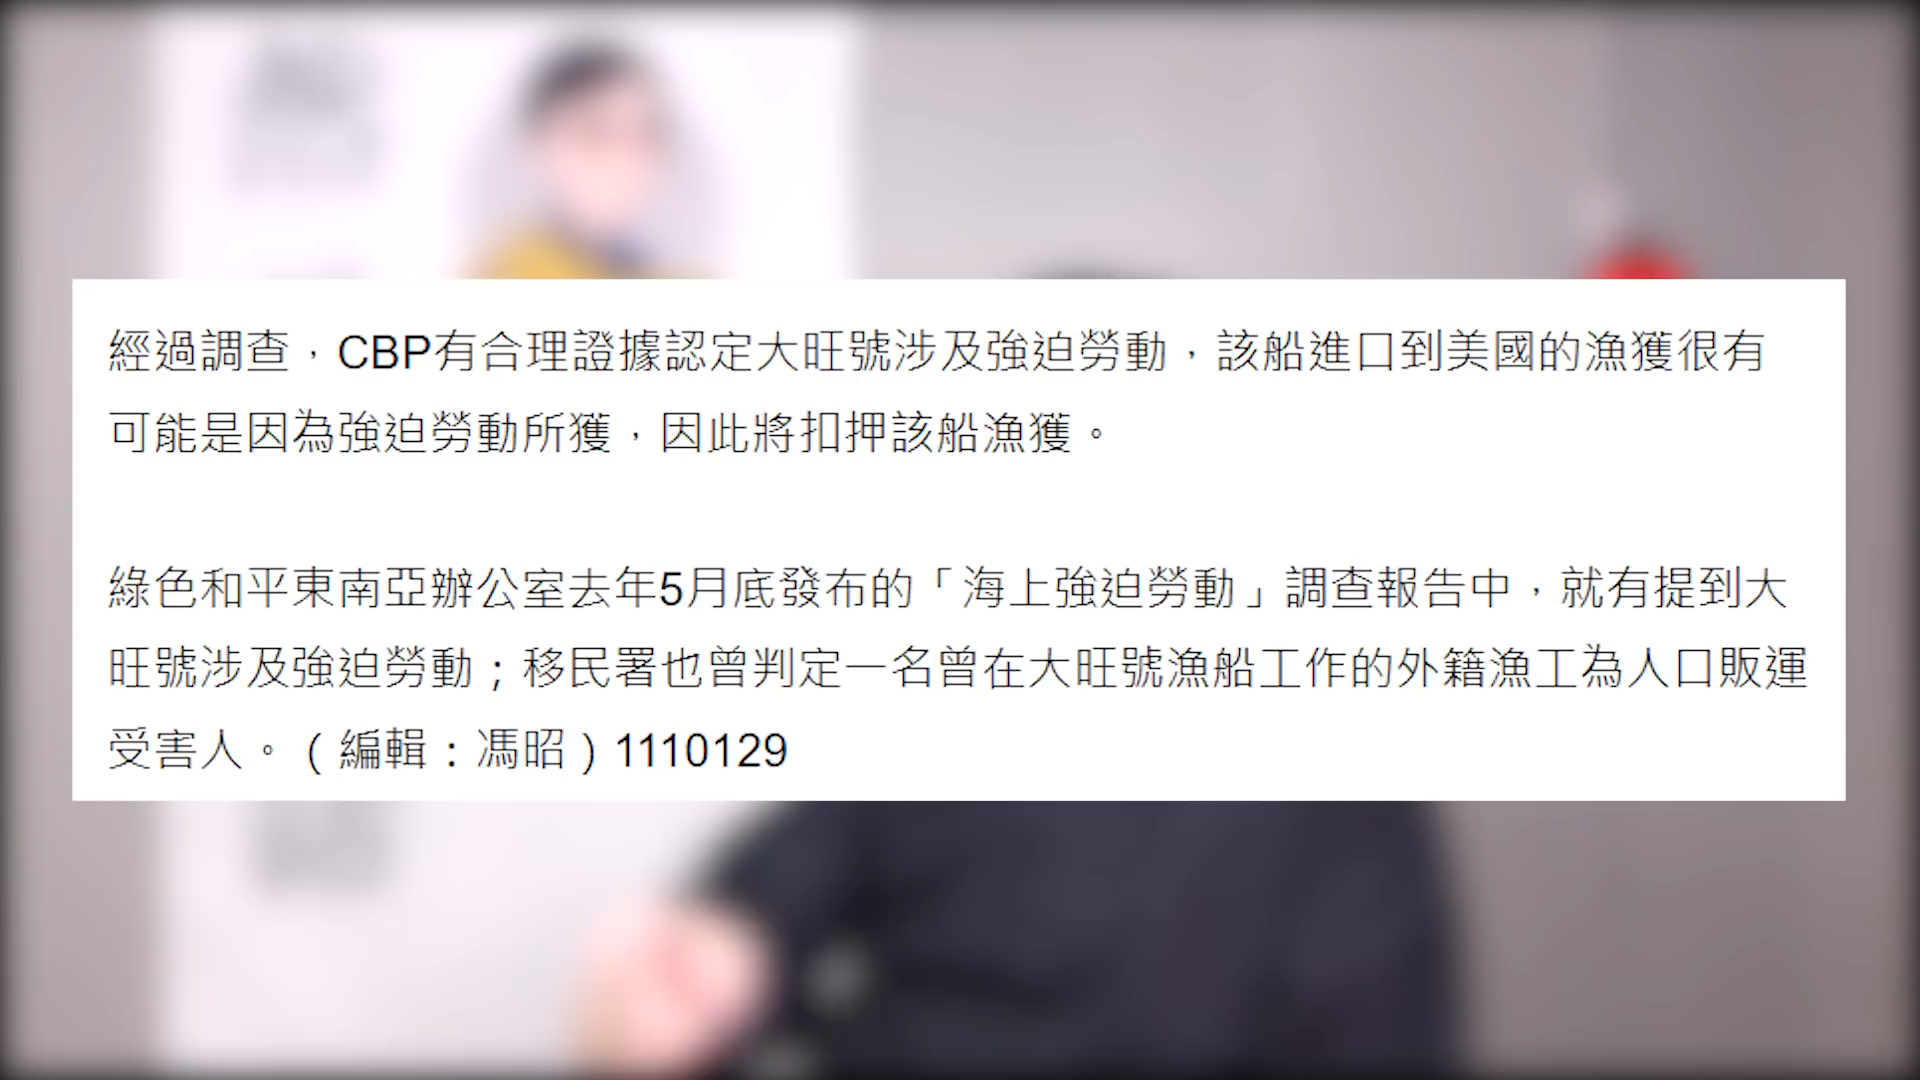 經過調查，CBP有合理證據認定大旺號涉及強迫勞動，該船進口到美國的漁獲很有
可能是因為強迫勞動所獲，因此將扣押該船漁獲。
綠色和平東南亞辦公室去年5月底發布的「海上強迫勞動」調查報告中，就有提到大
旺號涉及強迫勞動；移民署也曾判定一名曾在大旺號漁船工作的外籍漁工為人口販運
受害人。（編輯：馮昭）1110129